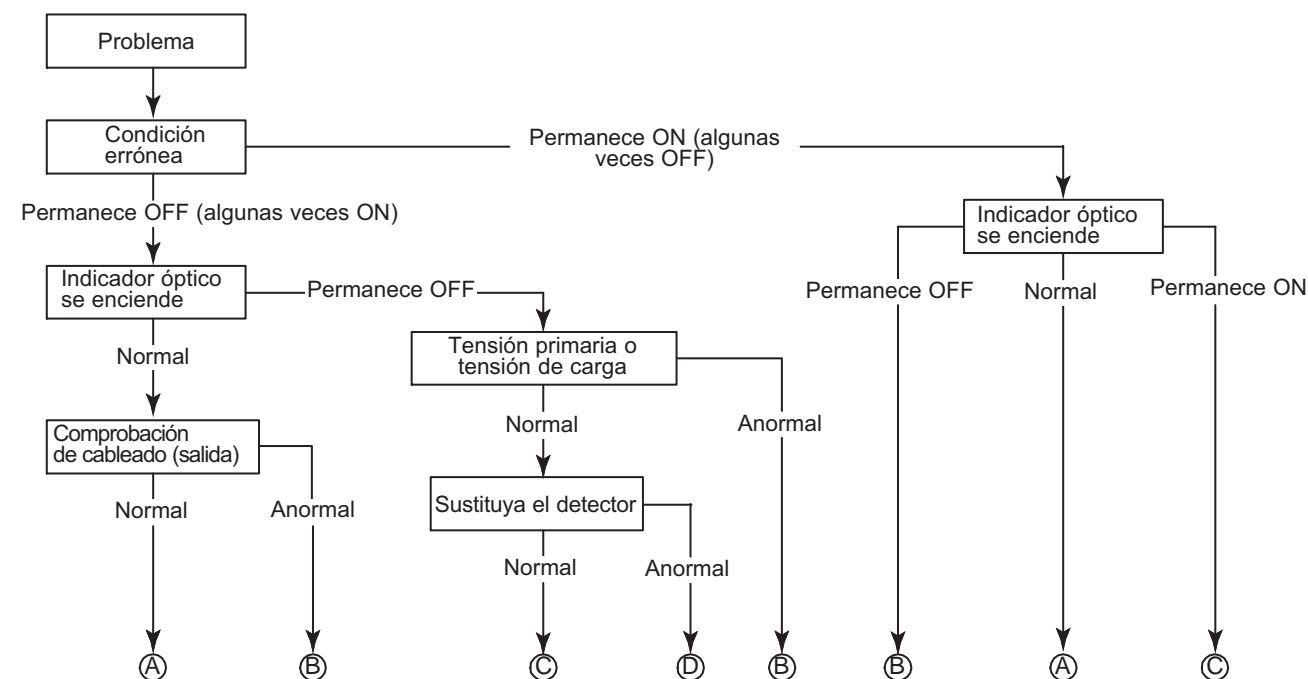 Problema
Condición
errónea
Permanece ON (algunas
veces OFF)
Permanece OFF (algunas veces ON)
Indicador óptico
se enciende
Indicador óptico
se enciende
Permanece OFF
Permanece OFF
Normal
Permanece ON
Normal
Tensión primaria o
tensión de carga
Comprobación
de cableado (salida)
Normal
Anormal
Normal
Anormal
Sustituya el detector
Normal
Anormal
A
B
C
D
B
B
A
C